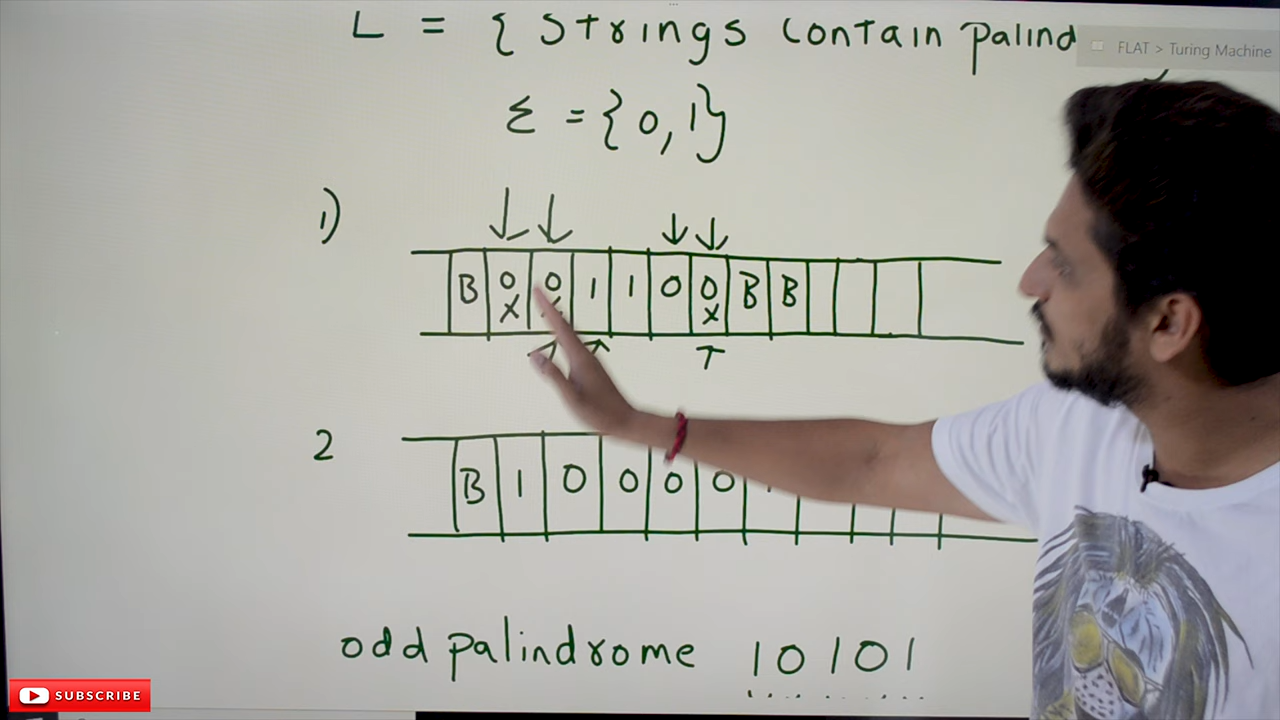 L = { Strings contain palind
FLAT > Turing Machine
Σ = {0,1}
1)
B 0 0 1 1 0 0 B B
X X
2
B 1 0 0 0 0
odd palindrome 10101
SUBSCRIBE